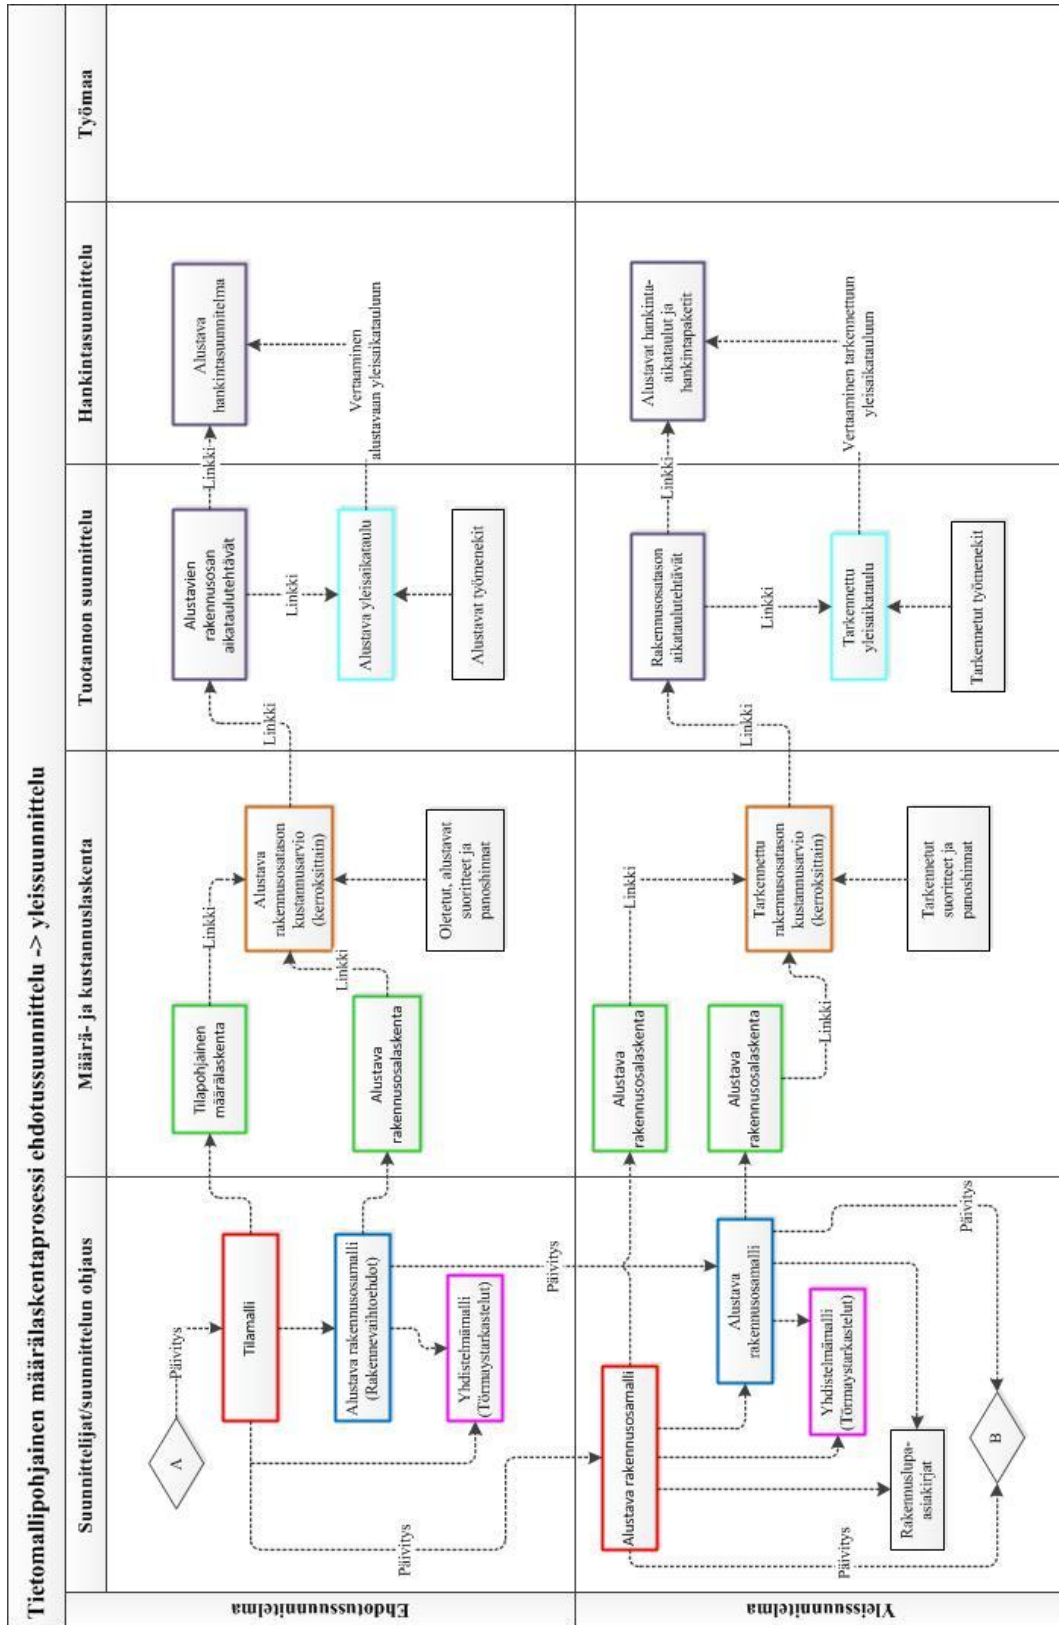 Tietomallipohjainen määrälaskentaprosessi ehdotussuunnittelu -> yleissuunnittelu
Suunnittelijat/suunnittelun ohjaus
Määrä- ja kustannuslaskenta
Tuotannon suunnittelu
Hankintasuunnittelu
Työmaa
Ehdotussuunnitelma
A
Päivitys
Tilamalli
Alustava rakennusosamalli
(Rakennevaihtoehdot)
Yhdistelmämalli
(Törmaystarkastelut)
Päivitys
Päivitys
Tilapohjainen
määrälaskenta
Linkki
Alustava
rakennusosalaskenta
Linkki
Alustava
rakennusosatason
kustannusarvio
(kerroksittain)
Oletetut, alustavat
suoritteet ja
panoshinnat
Linkki
Alustavien
rakennusosan
aikataulutehtävät
Linkki
Alustava yleisaikataulu
Alustavat työmenekit
Linkki
Alustava
hankintasuunnitelma
Vertaaminen
alustavaan yleisaikatauluun
Yleissuunnitelma
Alustava rakennusosamalli
Alustava
rakennusosamalli
Yhdistelmämalli
(Törmaystarkastelut)
Rakennuslupa-
asiakirjat
Päivitys
Päivitys
B
Alustava
rakennusosalaskenta
Linkki
Alustava
rakennusosalaskenta
Linkki
Tarkennettu
rakennusosatason
kustannusarvio
(kerroksittain)
Tarkennetut
suoritteet ja
panoshinnat
Linkki
Rakennusosatason
aikataulutehtävät
Linkki
Tarkennettu
yleisaikataulu
Tarkennetut työmenekit
Linkki
Alustavat hankinta-
aikataulut ja
hankintapaketit
Vertaaminen tarkennettuun
yleisaikatauluun